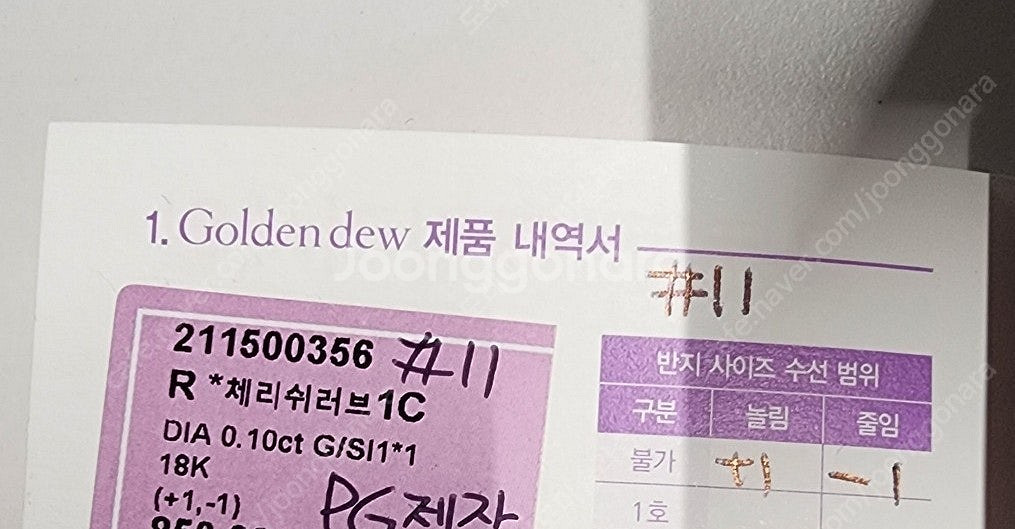 1. Golden dew 제품 내역서
#11
211500356 #11
R *체리쉬러브1C
DIA 0.10ct G/SI1*1
18K
(+1,-1)
PG제작
반지 사이즈 수선 범위
구분 늘림 줄임
불가 +1 -1
1호
joonggonara